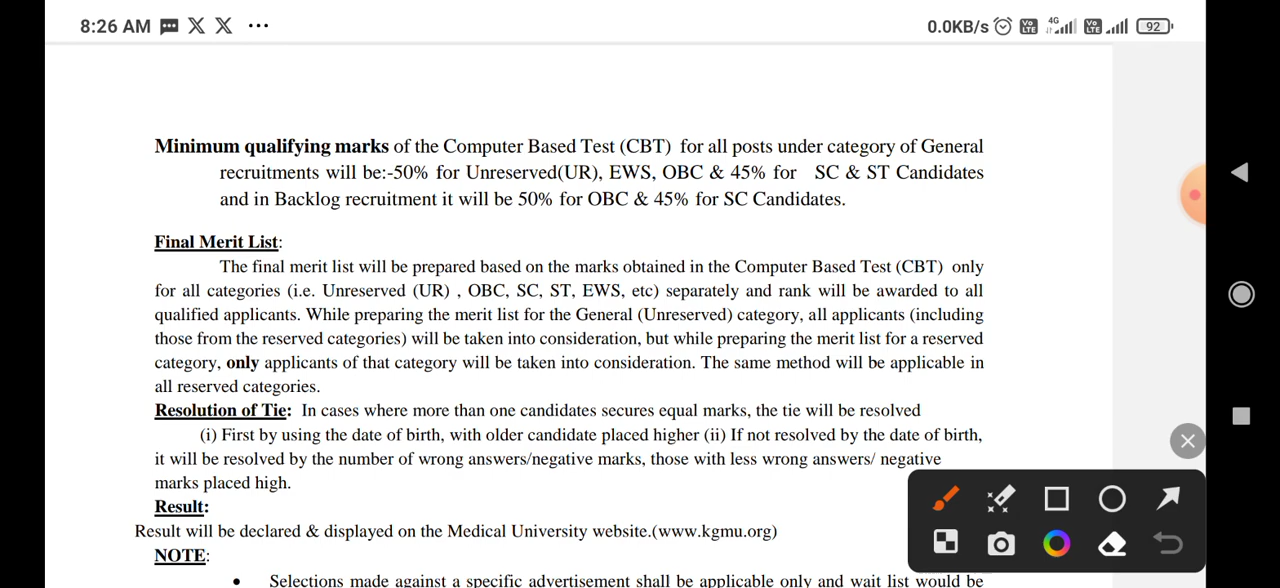 8:26 AM 0.0KB/s Vo LTE 4G Vo LTE 92
Minimum qualifying marks of the Computer Based Test (CBT) for all posts under category of General
recruitments will be:-50% for Unreserved(UR), EWS, OBC & 45% for SC & ST Candidates
and in Backlog recruitment it will be 50% for OBC & 45% for SC Candidates.
Final Merit List:
The final merit list will be prepared based on the marks obtained in the Computer Based Test (CBT) only
for all categories (i.e. Unreserved (UR) , OBC, SC, ST, EWS, etc) separately and rank will be awarded to all
qualified applicants. While preparing the merit list for the General (Unreserved) category, all applicants (including
those from the reserved categories) will be taken into consideration, but while preparing the merit list for a reserved
category, only applicants of that category will be taken into consideration. The same method will be applicable in
all reserved categories.
Resolution of Tie: In cases where more than one candidates secures equal marks, the tie will be resolved
(i) First by using the date of birth, with older candidate placed higher (ii) If not resolved by the date of birth,
it will be resolved by the number of wrong answers/negative marks, those with less wrong answers/ negative
marks placed high.
Result:
Result will be declared & displayed on the Medical University website.(www.kgmu.org)
NOTE:
• Selections made against a specific advertisement shall be applicable only and wait list would be